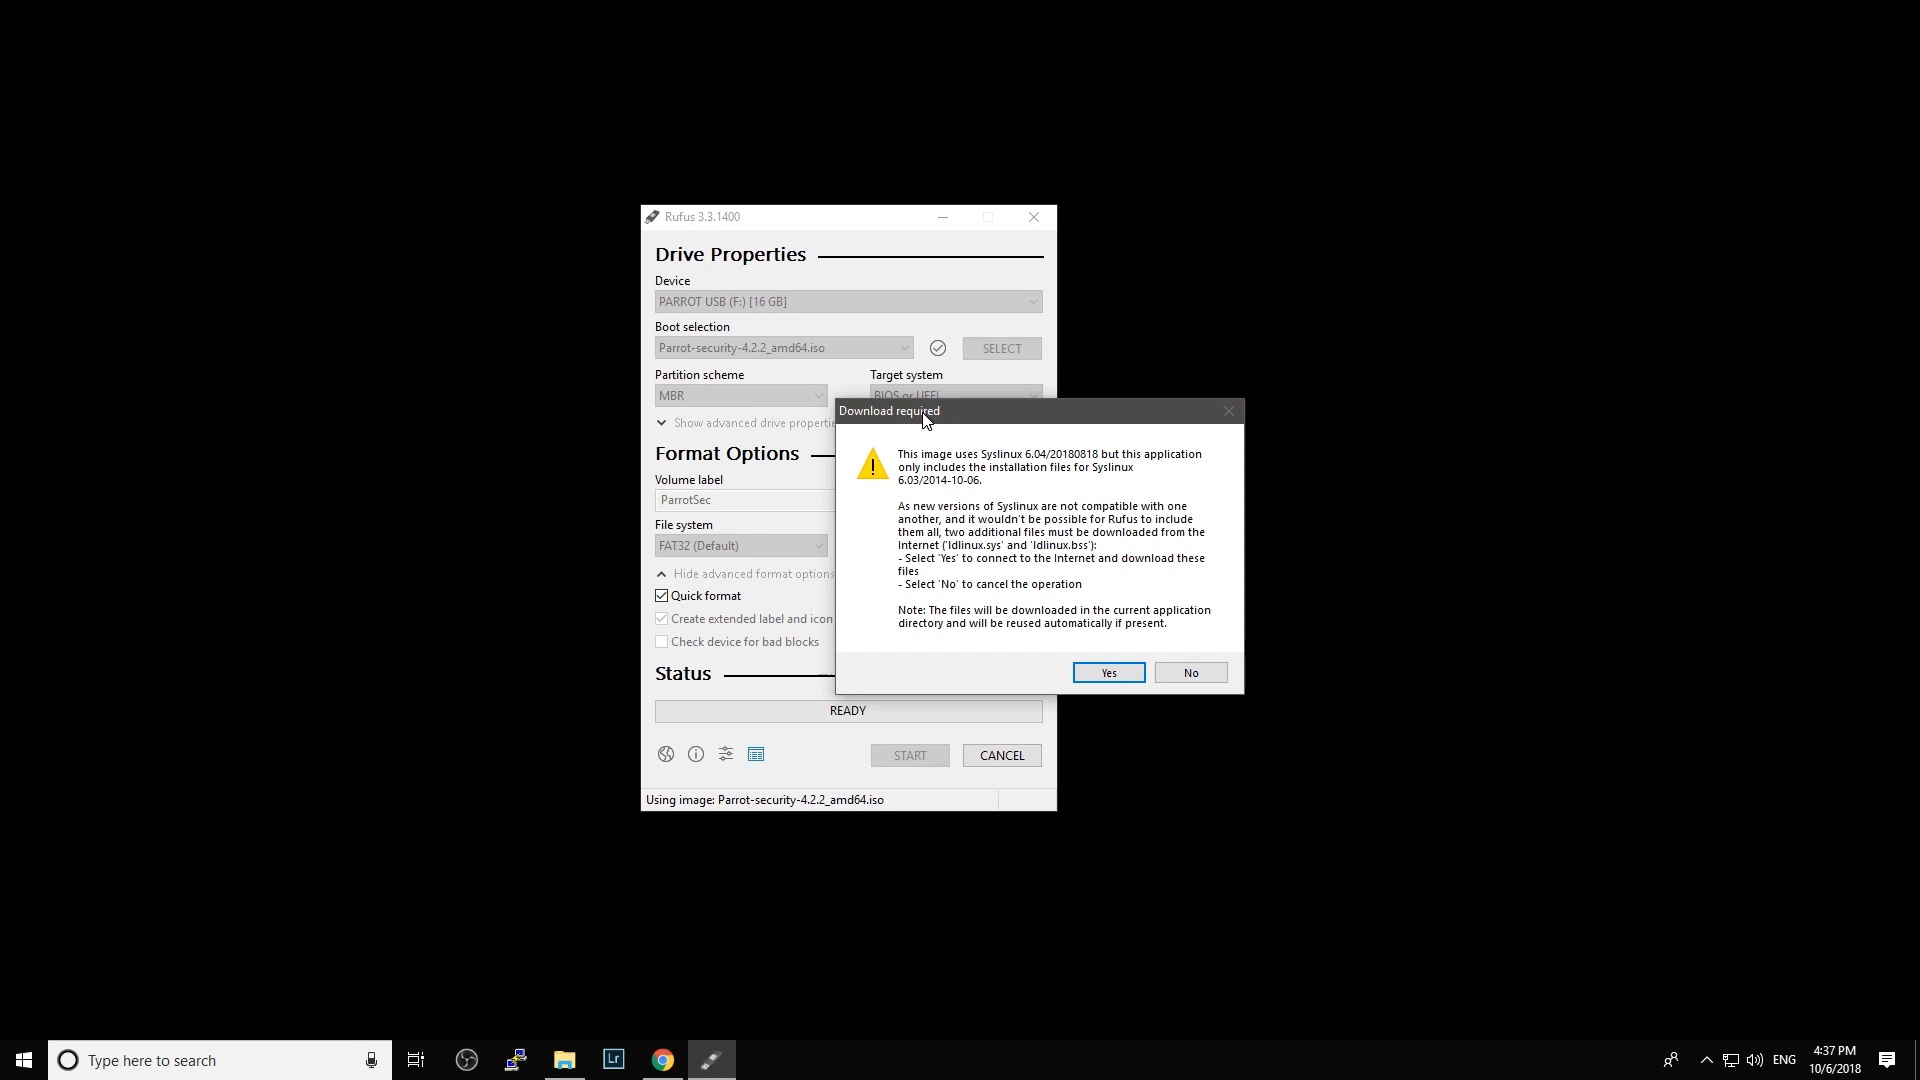 Rufus 3.3.1400
Drive Properties
Device
PARROT USB (F:) [16 GB]
Boot selection
Parrot-security-4.2.2_amd64.iso
SELECT
Partition scheme
Target system
MBR
BIOS or UEFI
Show advanced drive properties
Format Options
Volume label
ParrotSec
File system
FAT32 (Default)
Hide advanced format options
Quick format
Create extended label and icon
Check device for bad blocks
Status
READY
START
CANCEL
Using image: Parrot-security-4.2.2_amd64.iso
Download required
This image uses Syslinux 6.04/20180818 but this application
only includes the installation files for Syslinux
6.03/2014-10-06.
As new versions of Syslinux are not compatible with one
another, and it wouldn't be possible for Rufus to include
them all, two additional files must be downloaded from the
Internet ('ldlinux.sys' and 'ldlinux.bss'):
- Select 'Yes' to connect to the Internet and download these
files
- Select 'No' to cancel the operation
Note: The files will be downloaded in the current application
directory and will be reused automatically if present.
Yes
No
Type here to search
Lr
ENG
4:37 PM
10/6/2018